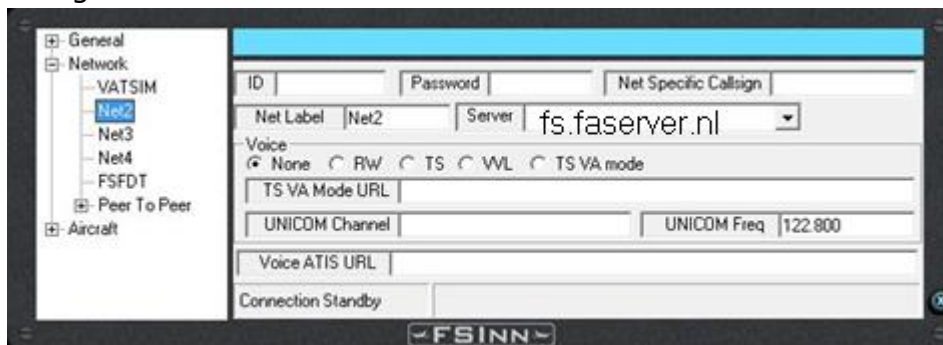 General
Network
VATSIM
Net2
Net3
Net4
FSFDT
Peer To Peer
Aircraft
ID Password Net Specific Callsign
Net Label Net2 Server fs.faserver.nl
Voice
None RW TS VVL TS VA mode
TS VA Mode URL
UNICOM Channel UNICOM Freq 122.800
Voice ATIS URL
Connection Standby
FSINN